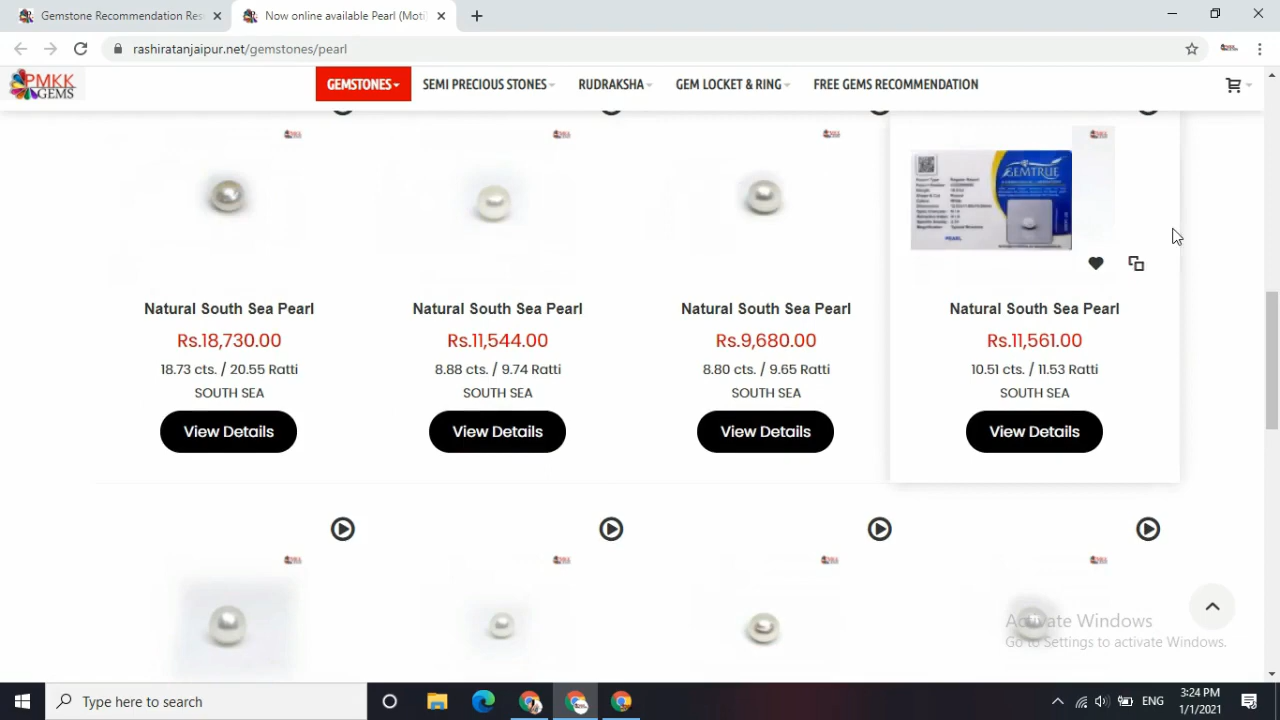 Gemstone Recommendation Res
Now online available Pearl (Moti
rashiratanjaipur.net/gemstones/pearl
PMKK
GEMS
GEMSTONES
SEMI PRECIOUS STONES
RUDRAKSHA
GEM LOCKET & RING
FREE GEMS RECOMMENDATION
GEMTRUE
PEARL
Natural South Sea Pearl
Rs.18,730.00
18.73 cts. / 20.55 Ratti
SOUTH SEA
View Details
Natural South Sea Pearl
Rs.11,544.00
8.88 cts. / 9.74 Ratti
SOUTH SEA
View Details
Natural South Sea Pearl
Rs.9,680.00
8.80 cts. / 9.65 Ratti
SOUTH SEA
View Details
Natural South Sea Pearl
Rs.11,561.00
10.51 cts. / 11.53 Ratti
SOUTH SEA
View Details
Activate Windows
Go to Settings to activate Windows.
Type here to search
ENG
3:24 PM
1/1/2021